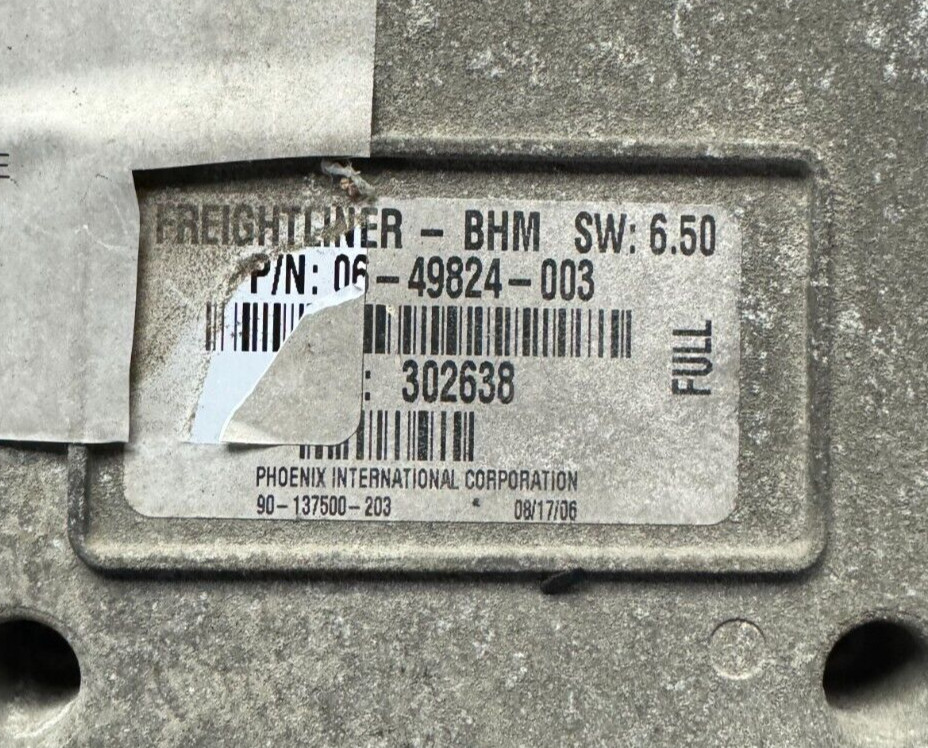 E
FREIGHTLINER - BHM SW: 6.50
P/N: 06-49824-003
: 302638
FULL
PHOENIX INTERNATIONAL CORPORATION
90-137500-203 * 08/17/06